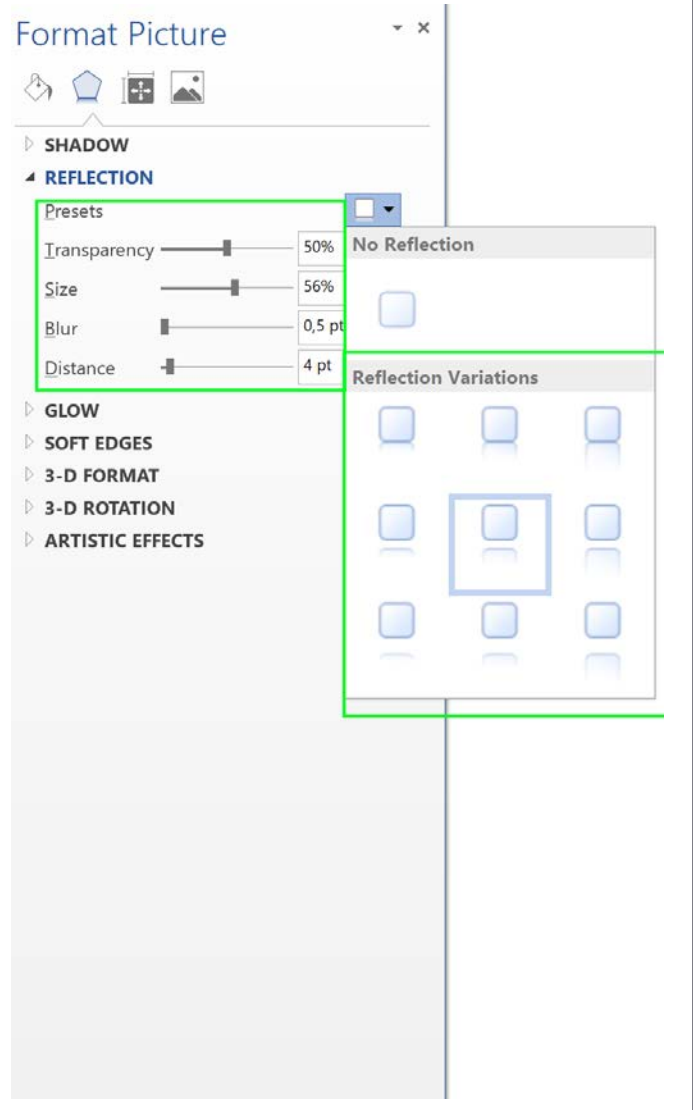 Format Picture
SHADOW
REFLECTION
Presets
Transparency 50%
Size 56%
Blur 0,5 pt
Distance 4 pt
GLOW
SOFT EDGES
3-D FORMAT
3-D ROTATION
ARTISTIC EFFECTS
No Reflection
Reflection Variations